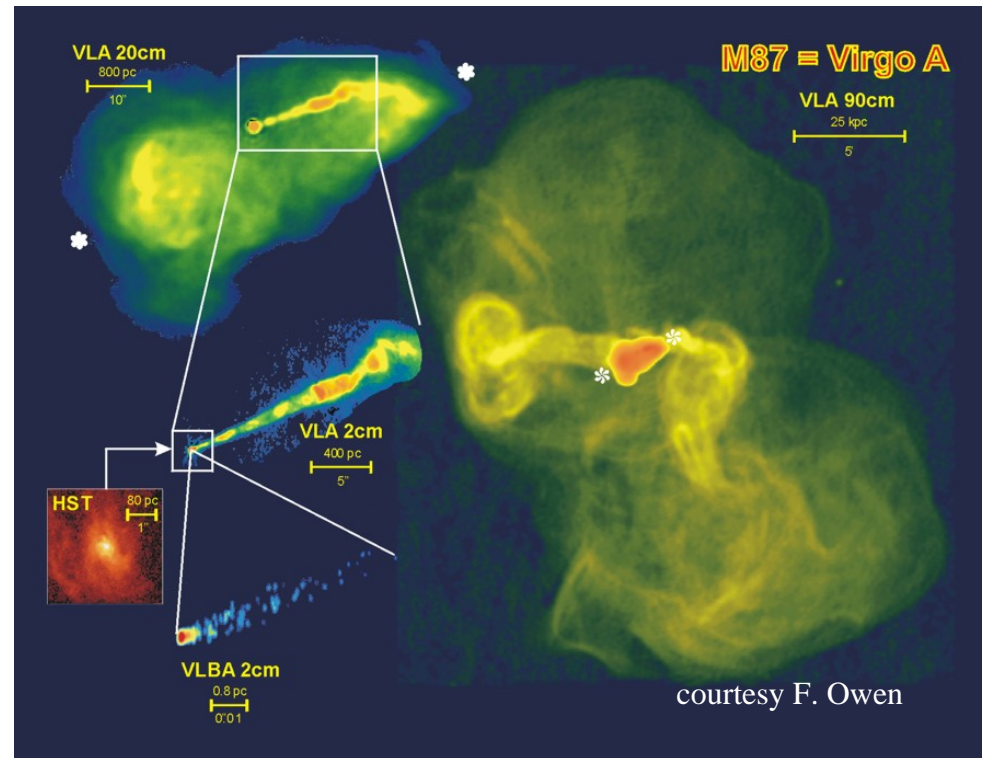 VLA 20cm
800 pc
10"
M87 = Virgo A
VLA 90cm
25 kpc
5'
VLA 2cm
400 pc
5"
HST
80 pc
1"
VLBA 2cm
0.8 pc
0".01
courtesy F. Owen